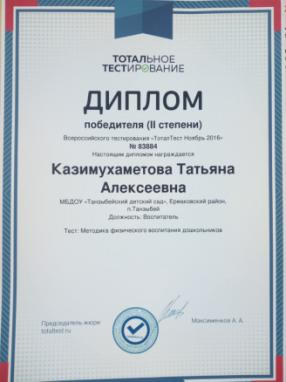 ТОТАЛЬНОЕ
ТЕСТИРОВАНИЕ
ДИПЛОМ
победителя (II степени)
Всероссийского тестирования «ТоталТест Ноябрь 2016»
№ 83884
Настоящим дипломом награждается
Казимухаметова Татьяна
Алексеевна
МБДОУ «Танзыбейский детский сад», Ермаковский район,
п.Танзыбей
Должность: Воспитатель
Тест: Методика физического воспитания дошкольников
Председатель жюри
totaltest.ru
Максименков А. А.